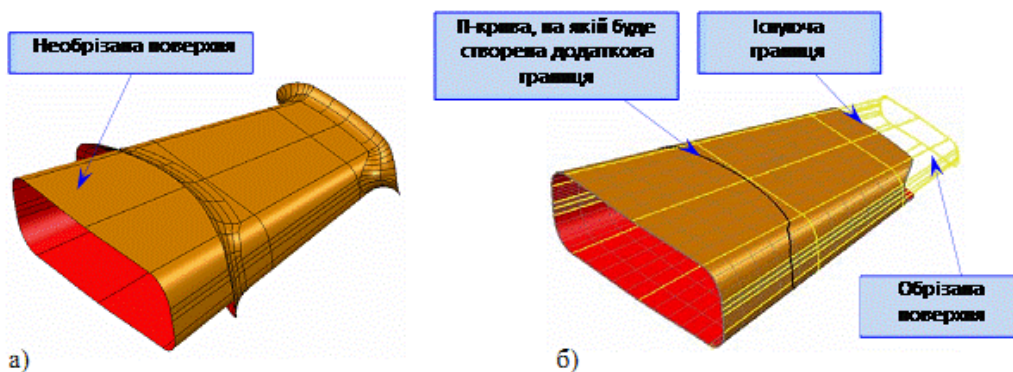 Необрізана поверхня
П-крива, на якій буде
створена додаткова
границя
Існуюча
границя
Обрізана
поверхня
а)
б)